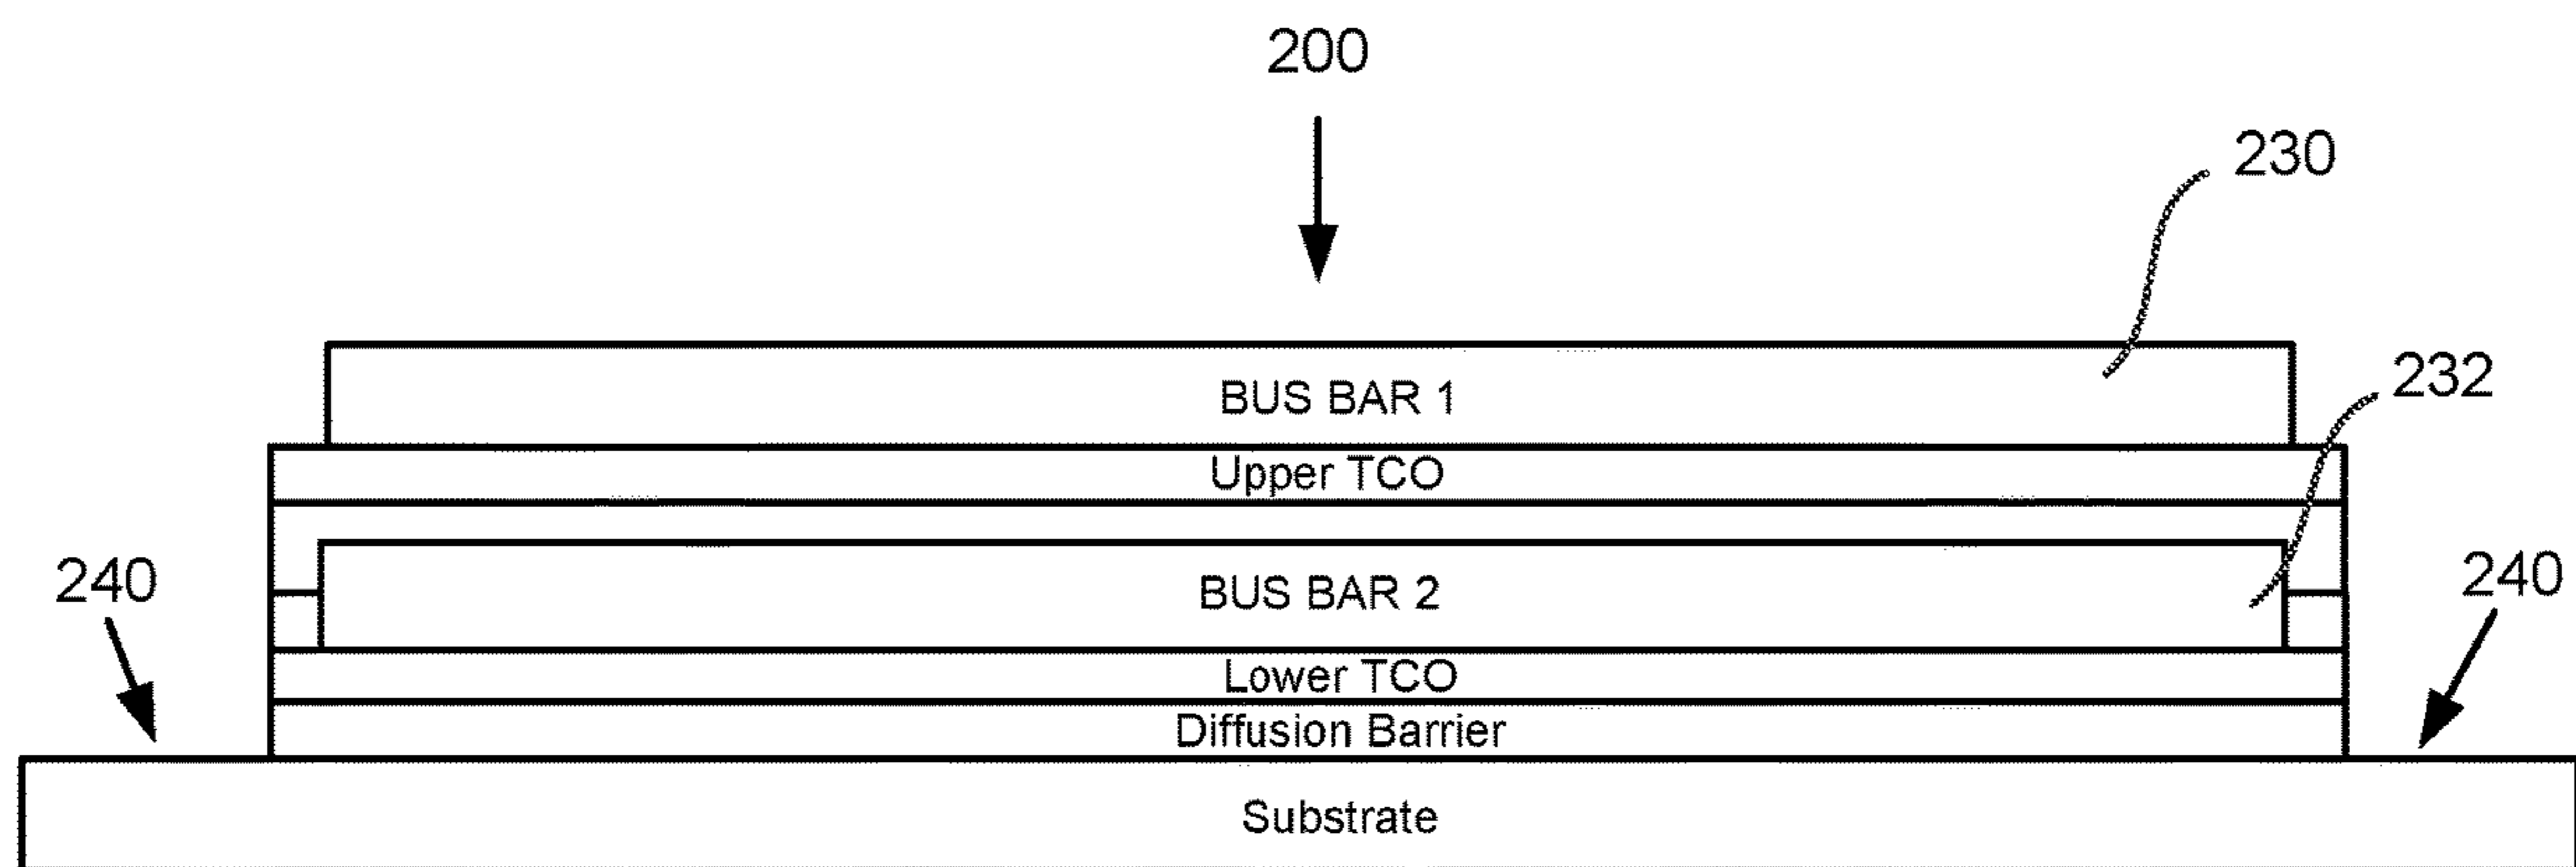 200
230
BUS BAR 1
232
Upper TCO
240
BUS BAR 2
240
Lower TCO
Diffusion Barrier
Substrate